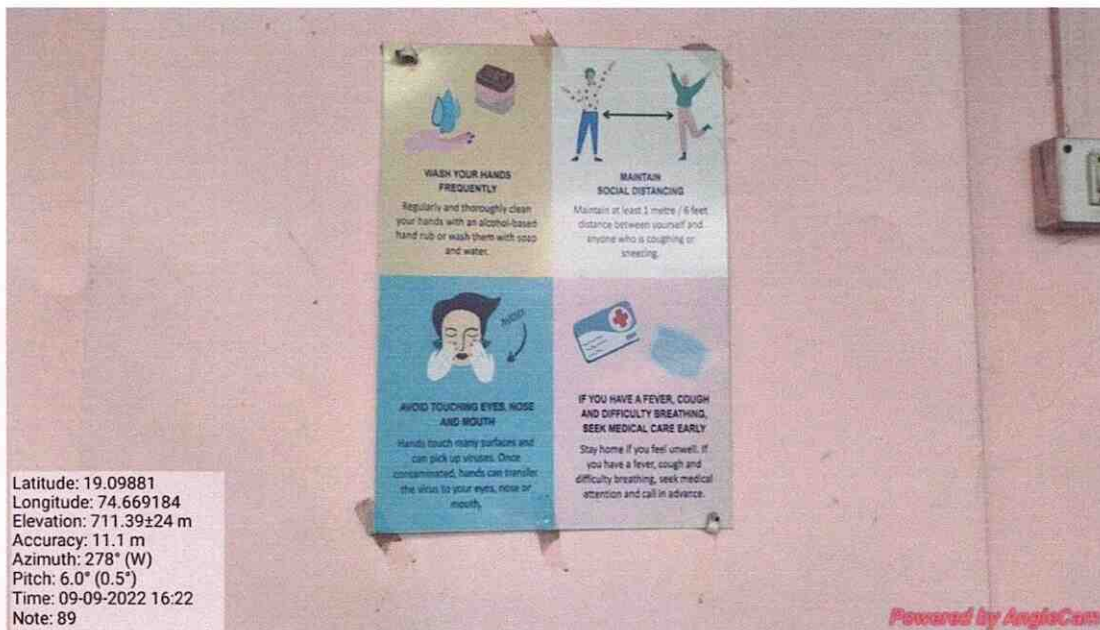 WASH YOUR HANDS
FREQUENTLY
Regularly and thoroughly clean
your hands with an alcohol-based
hand rub or wash them with soap
and water.
MAINTAIN
SOCIAL DISTANCING
Maintain at least 1 metre / 6 feet
distance between yourself and
anyone who is coughing or
sneezing.
AVOID
AVOID TOUCHING EYES, NOSE
AND MOUTH
Hands touch many surfaces and
can pick up viruses. Once
contaminated, hands can transfer
the virus to your eyes, nose or
mouth.
IF YOU HAVE A FEVER, COUGH
AND DIFFICULTY BREATHING,
SEEK MEDICAL CARE EARLY
Stay home if you feel unwell. If
you have a fever, cough and
difficulty breathing, seek medical
attention and call in advance.
Latitude: 19.09881
Longitude: 74.669184
Elevation: 711.39±24 m
Accuracy: 11.1 m
Azimuth: 278° (W)
Pitch: 6.0° (0.5°)
Time: 09-09-2022 16:22
Note: 89
Powered by AngleCam